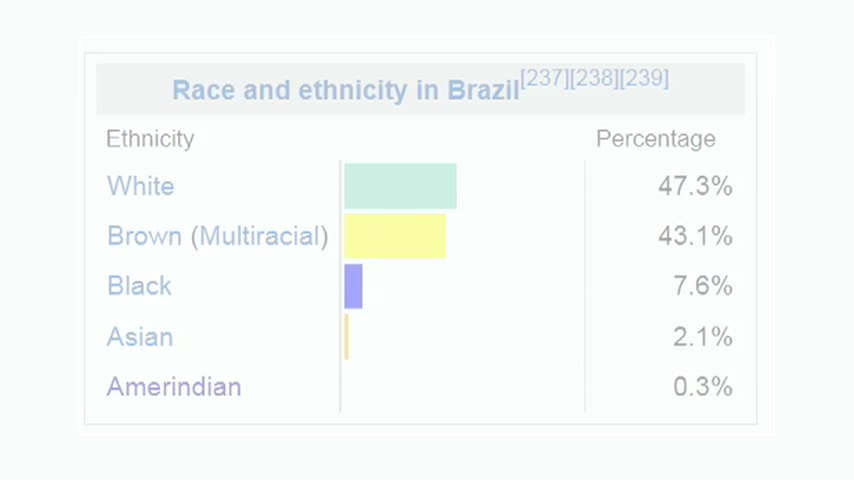 Race and ethnicity in Brazil[237][238][239]
Ethnicity Percentage
White 47.3%
Brown (Multiracial) 43.1%
Black 7.6%
Asian 2.1%
Amerindian 0.3%